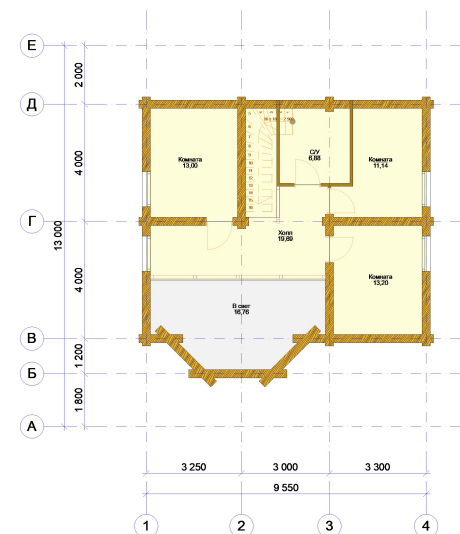 Е
2 000
Д
4 000
Г
13 000
4 000
В
1 200
Б
1 800
А
Комната
13,00
С/У
6,88
Комната
11,14
Холл
19,69
Комната
13,20
В свет
16,76
3 250
3 000
3 300
9 550
1
2
3
4